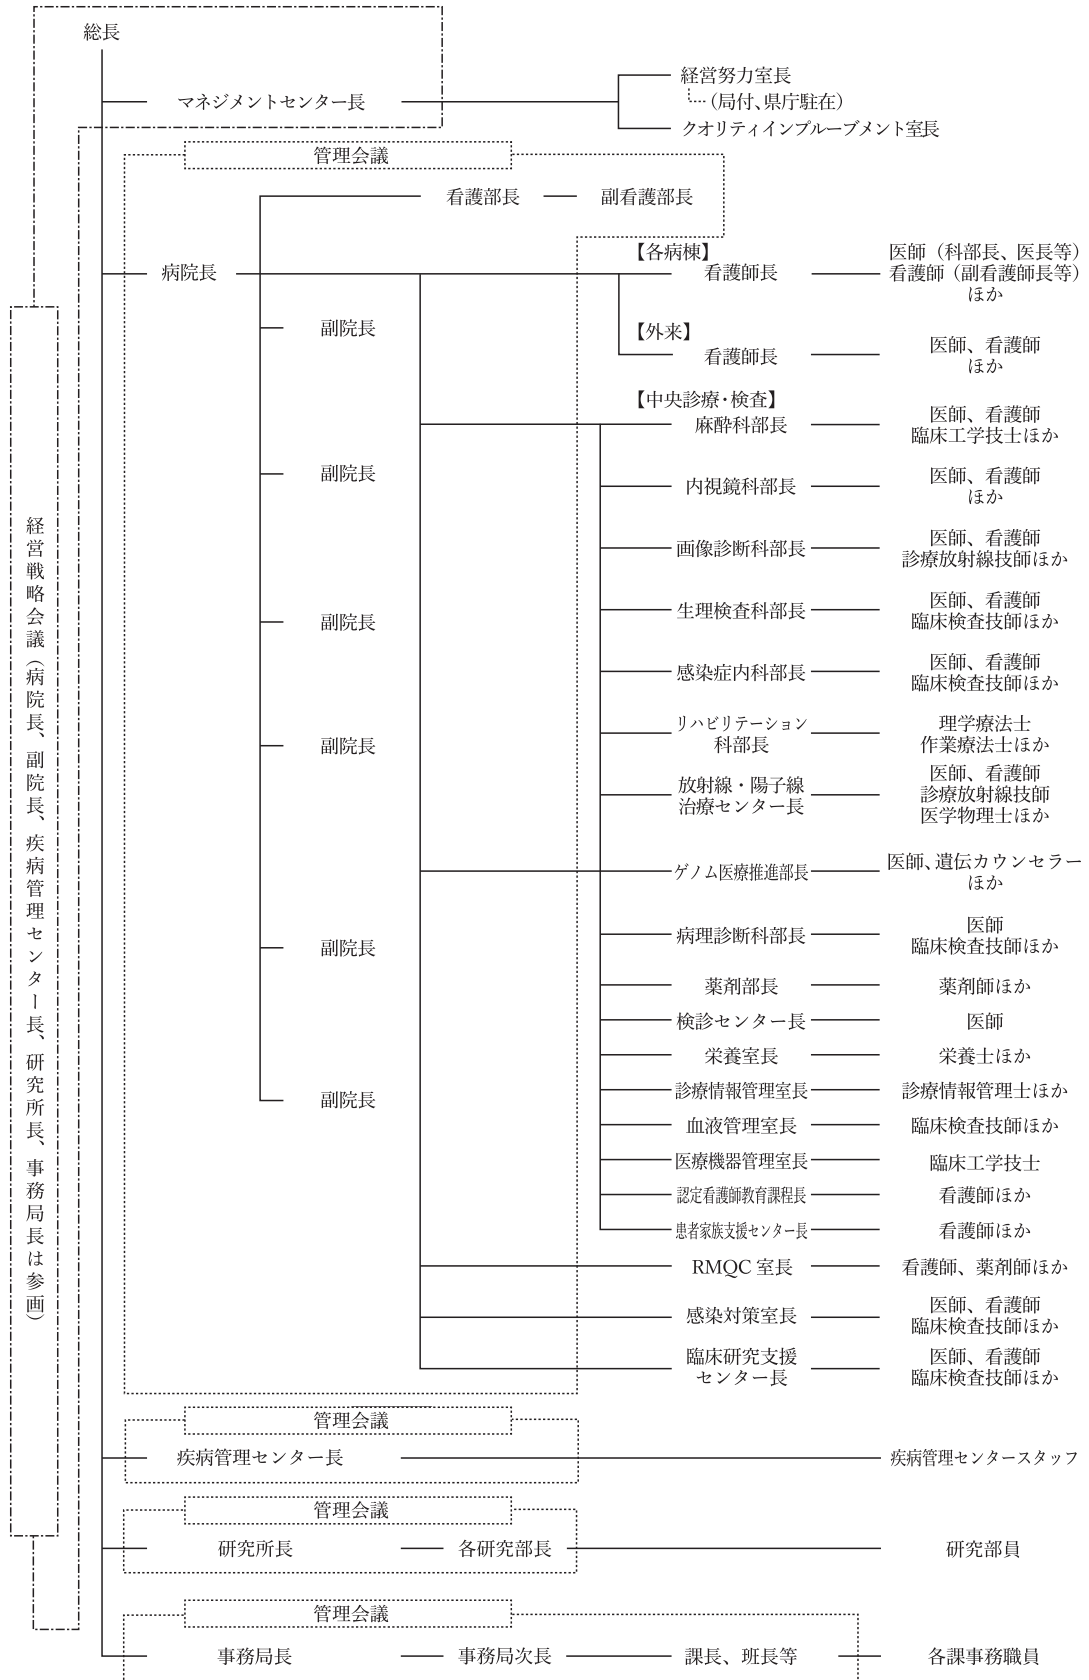 総長
マネジメントセンター長
経営努力室長
（局付、県庁駐在）
クオリティインプルーブメント室長
管理会議
看護部長
副看護部長
病院長
【各病棟】
看護師長
医師（科部長、医長等）
看護師（副看護師長等）
ほか
副院長
【外来】
看護師長
医師、看護師
ほか
【中央診療・検査】
麻酔科部長
医師、看護師
臨床工学技士ほか
副院長
内視鏡科部長
医師、看護師
ほか
画像診断科部長
医師、看護師
診療放射線技師ほか
副院長
生理検査科部長
医師、看護師
臨床検査技師ほか
感染症内科部長
医師、看護師
臨床検査技師ほか
副院長
リハビリテーション
科部長
理学療法士
作業療法士ほか
放射線・陽子線
治療センター長
医師、看護師
診療放射線技師
医学物理士ほか
ゲノム医療推進部長
医師、遺伝カウンセラー
ほか
副院長
病理診断科部長
医師
臨床検査技師ほか
薬剤部長
薬剤師ほか
検診センター長
医師
栄養室長
栄養士ほか
副院長
診療情報管理室長
診療情報管理士ほか
血液管理室長
臨床検査技師ほか
医療機器管理室長
臨床工学技士
認定看護師教育課程長
看護師ほか
患者家族支援センター長
看護師ほか
RMQC 室長
看護師、薬剤師ほか
感染対策室長
医師、看護師
臨床検査技師ほか
臨床研究支援
センター長
医師、看護師
臨床検査技師ほか
経営戦略会議（病院長、副院長、疾病管理センター長、研究所長、事務局長は参画）
管理会議
疾病管理センター長
疾病管理センタースタッフ
管理会議
研究所長
各研究部長
研究部員
管理会議
事務局長
事務局次長
課長、班長等
各課事務職員